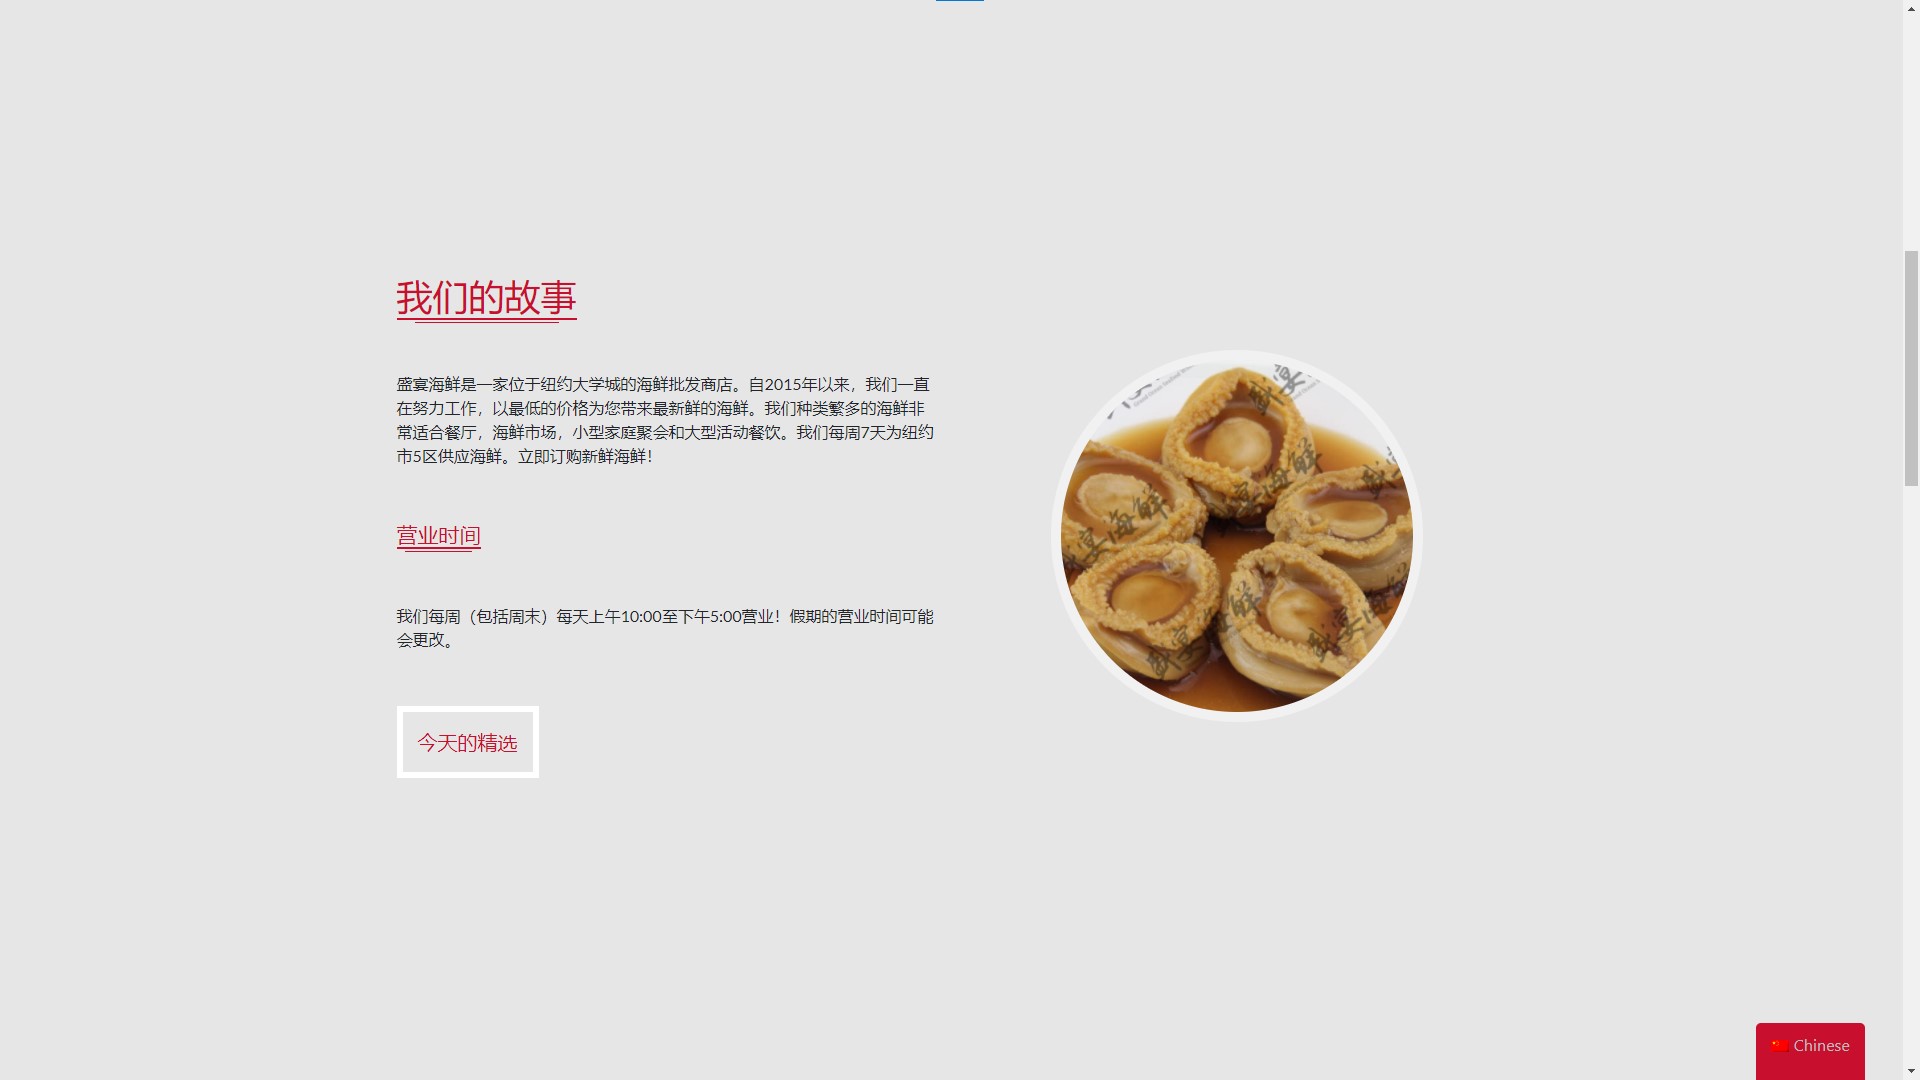 我们的故事
盛宴海鲜是一家位于纽约大学城的海鲜批发商店。自2015年以来，我们一直
在努力工作，以最低的价格为您带来最新鲜的海鲜。我们种类繁多的海鲜非
常适合餐厅，海鲜市场，小型家庭聚会和大型活动餐饮。我们每周7天为纽约
市5区供应海鲜。立即订购新鲜海鲜！
营业时间
我们每周（包括周末）每天上午10:00至下午5:00营业！假期的营业时间可能
会更改。
今天的精选
盛宴海鲜
Chinese